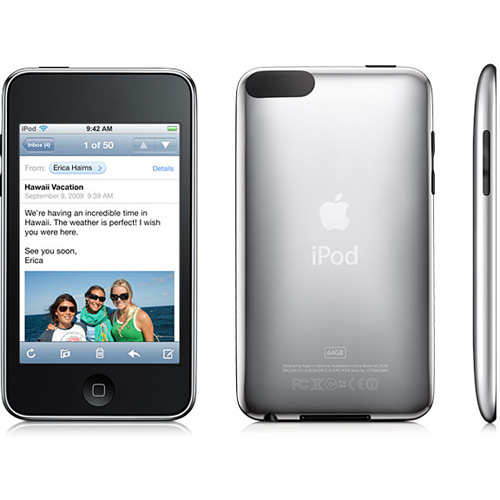 iPod 9:42 AM
Inbox (4) 1 of 50
From: Erica Haims Details
Hawaii Vacation
September 9, 2009 9:39 AM
We're having an incredible time in
Hawaii. The weather is perfect! I wish
you were here.
See you soon,
Erica
iPod
64GB